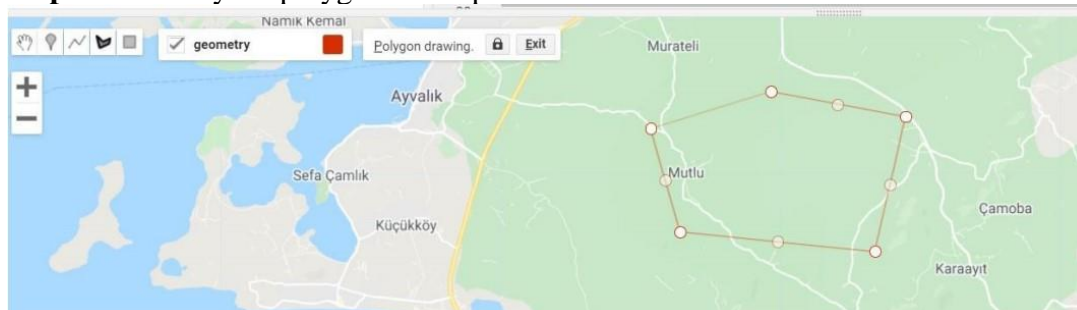 Namık Kemal
geometry
Polygon drawing.
Exit
Murateli
Ayvalık
Sefa Çamlık
Mutlu
Küçükköy
Çamoba
Karaayıt